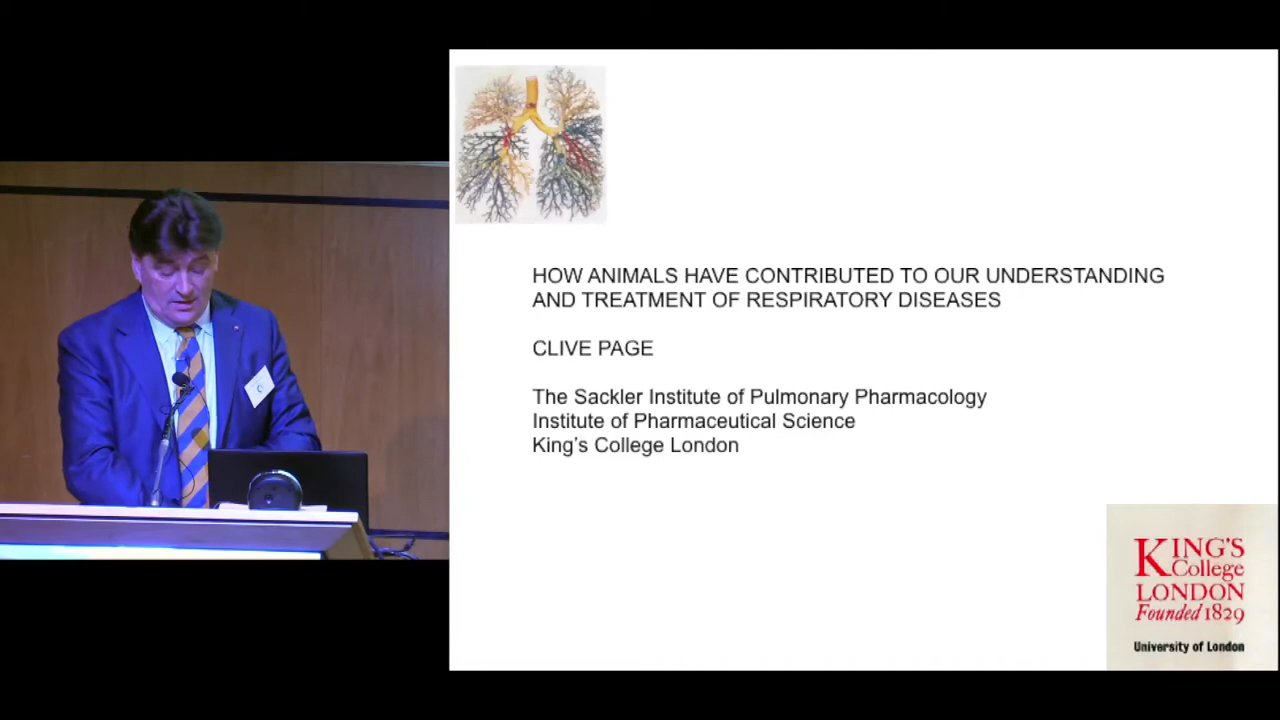 HOW ANIMALS HAVE CONTRIBUTED TO OUR UNDERSTANDING
AND TREATMENT OF RESPIRATORY DISEASES
CLIVE PAGE
The Sackler Institute of Pulmonary Pharmacology
Institute of Pharmaceutical Science
King's College London
KING'S
College
LONDON
Founded 1829
University of London